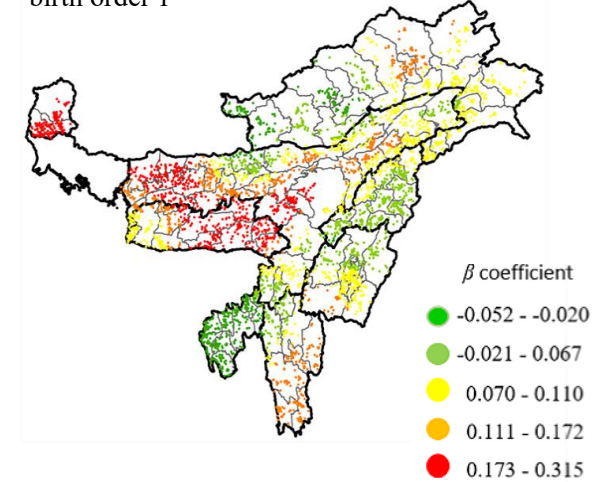 birth order 1
β coefficient
-0.052 - -0.020
-0.021 - 0.067
0.070 - 0.110
0.111 - 0.172
0.173 - 0.315